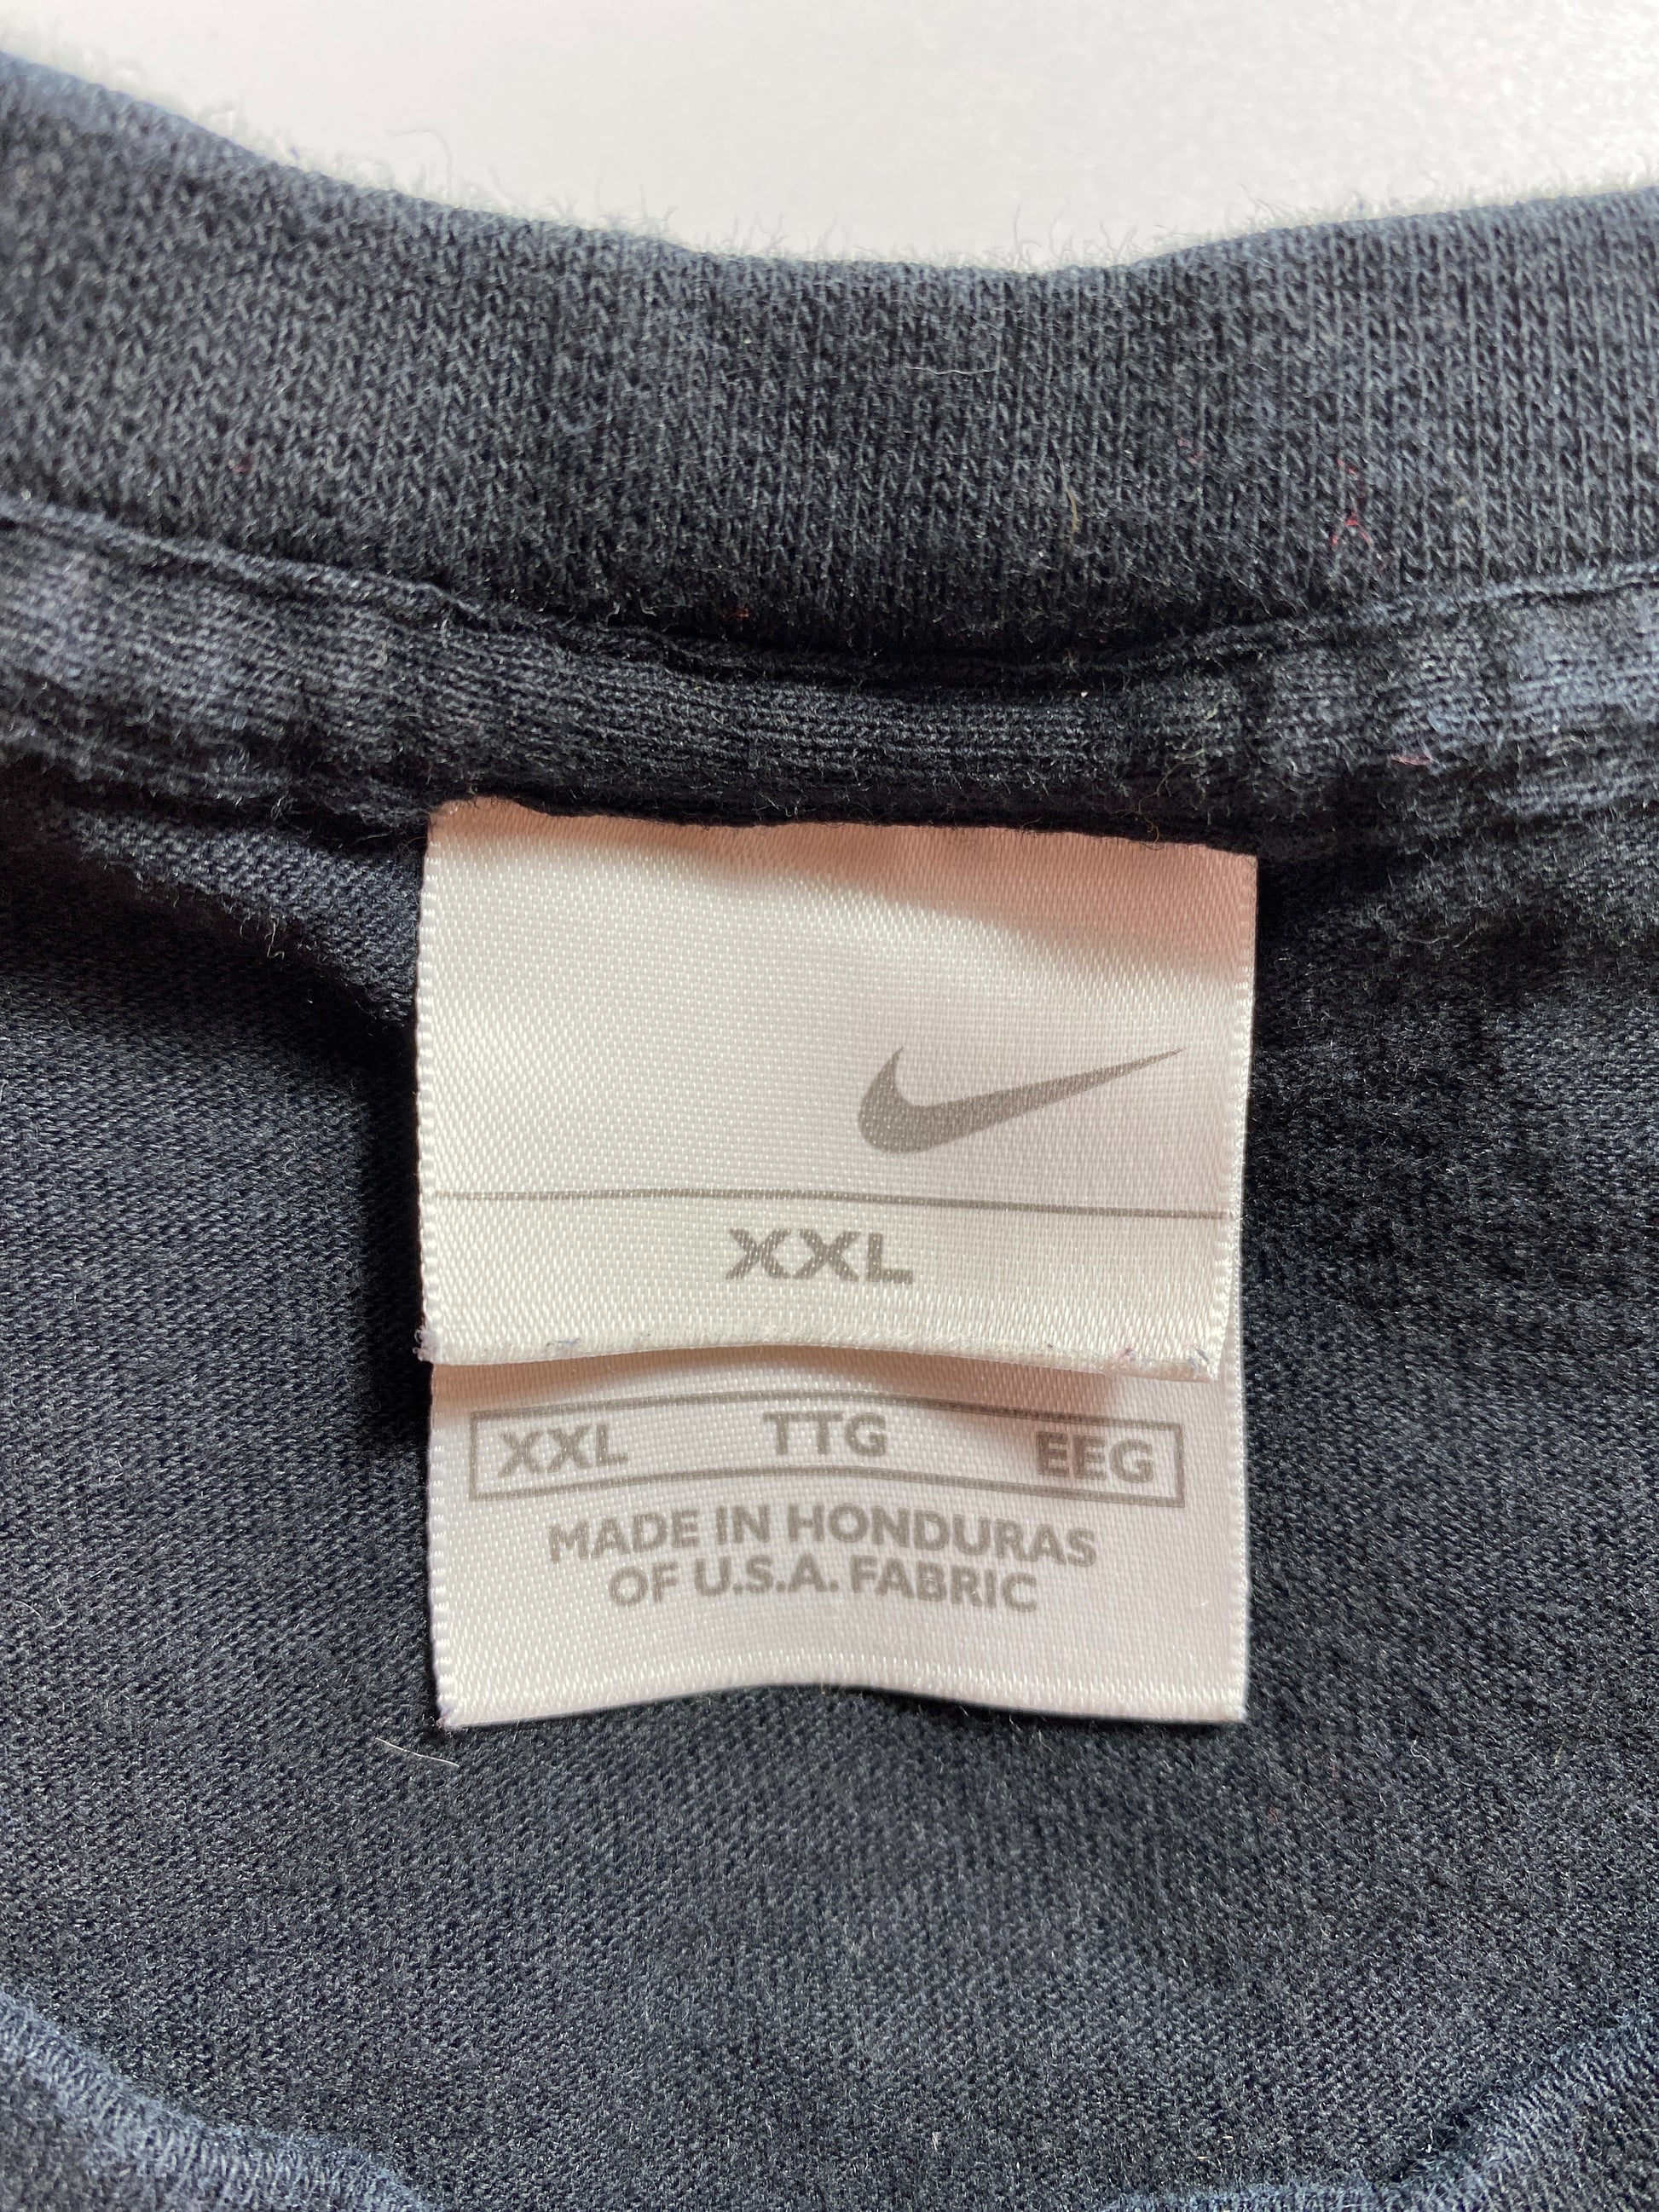 XXL
XXL TTG EEG
MADE IN HONDURAS
OF U.S.A. FABRIC